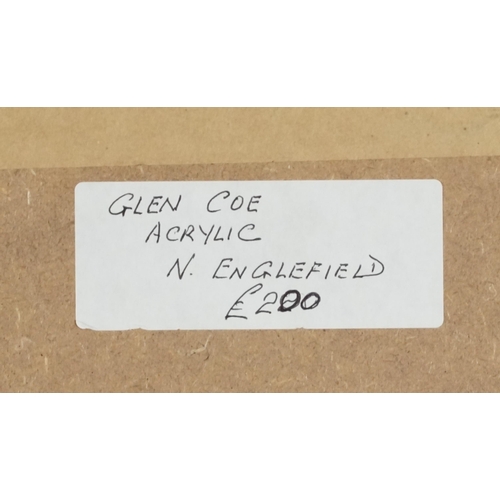 GLEN COE
ACRYLIC
N. ENGLEFIELD
£200